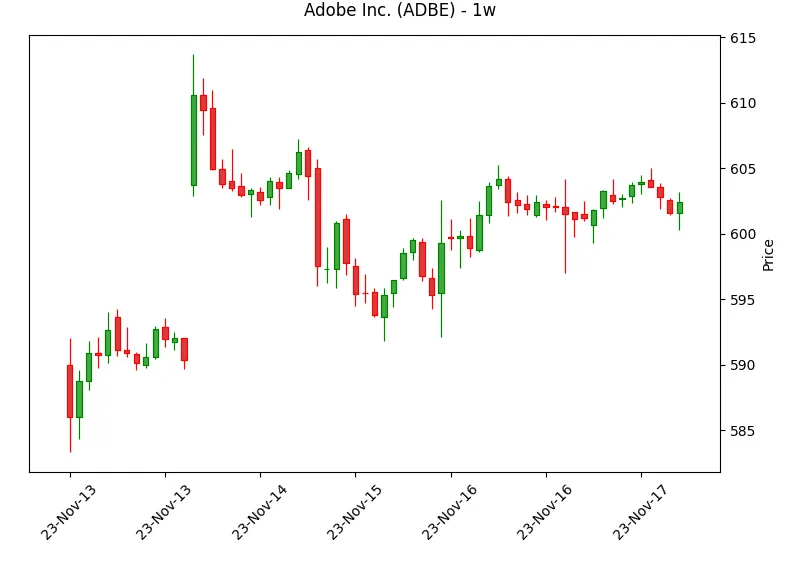 Adobe Inc. (ADBE) - 1w
615
610
605
600
595
590
585
Price
23-Nov-13
23-Nov-13
23-Nov-14
23-Nov-15
23-Nov-16
23-Nov-16
23-Nov-17